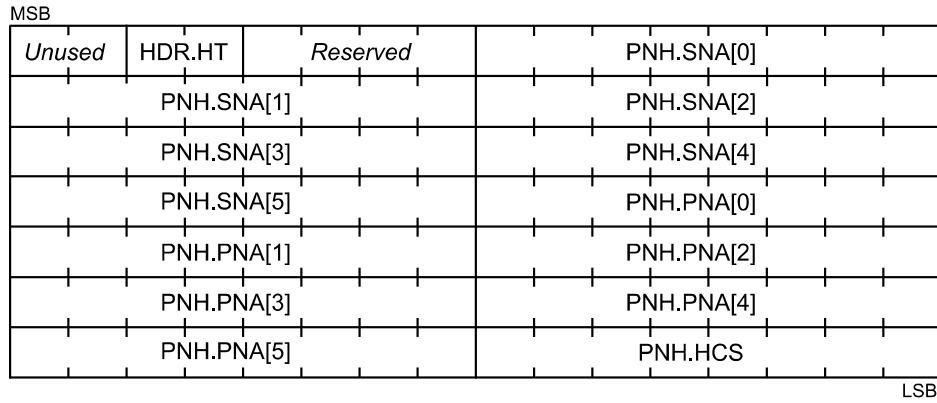 MSB
Unused HDR.HT Reserved PNH.SNA[0]
PNH.SNA[1] PNH.SNA[2]
PNH.SNA[3] PNH.SNA[4]
PNH.SNA[5] PNH.PNA[0]
PNH.PNA[1] PNH.PNA[2]
PNH.PNA[3] PNH.PNA[4]
PNH.PNA[5] PNH.HCS
LSB